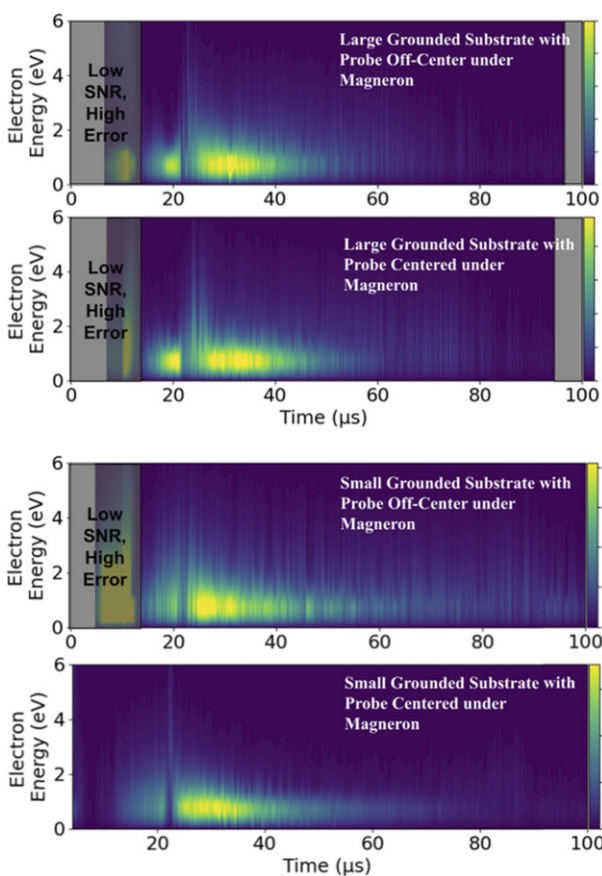 6
4
2
0
Electron
Energy (eV)
Low
SNR,
High
Error
Large Grounded Substrate with
Probe Off-Center under
Magneron
0 20 40 60 80 100
6
4
2
0
Electron
Energy (eV)
Low
SNR,
High
Error
Large Grounded Substrate with
Probe Centered under
Magneron
0 20 40 60 80 100
Time (μs)
6
4
2
0
Electron
Energy (eV)
Low
SNR,
High
Error
Small Grounded Substrate with
Probe Off-Center under
Magneron
0 20 40 60 80 100
6
4
2
0
Electron
Energy (eV)
Small Grounded Substrate with
Probe Centered under
Magneron
20 40 60 80 100
Time (μs)